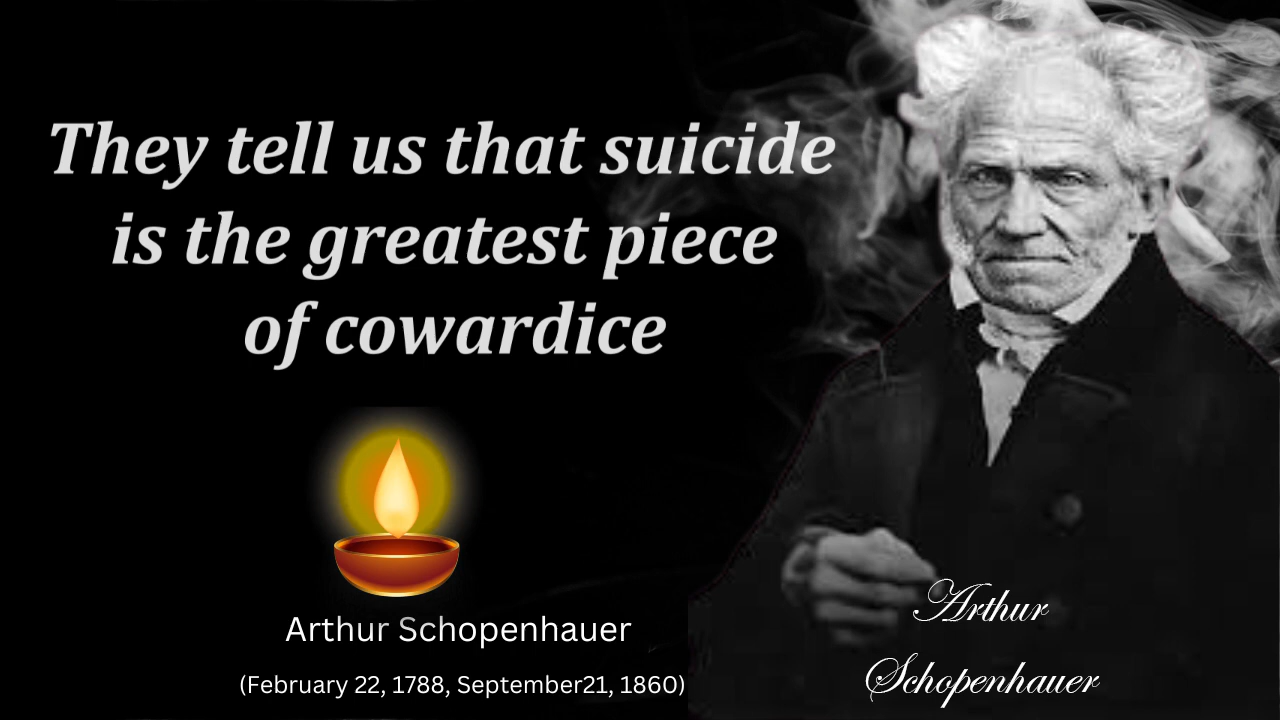 They tell us that suicide
is the greatest piece
of cowardice
Arthur Schopenhauer
(February 22, 1788, September21, 1860)
Arthur
Schopenhauer